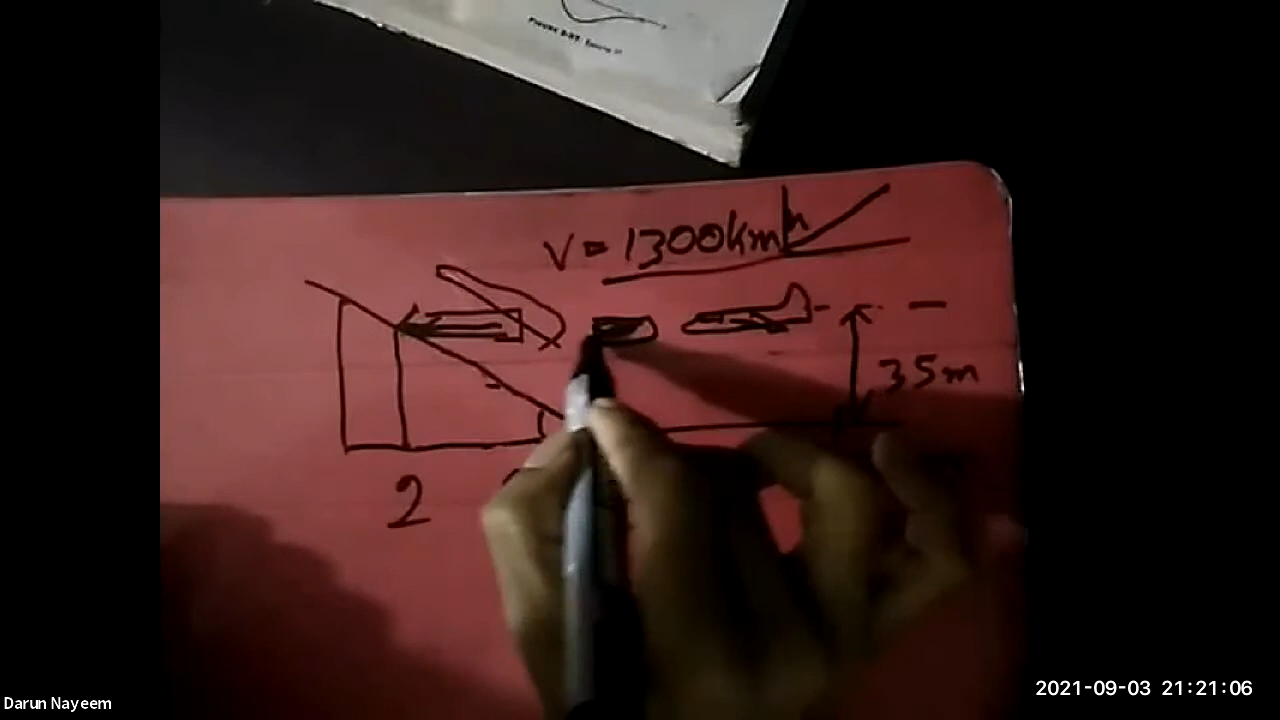 V = 1300km/h
35m
2
Darun Nayeem
2021-09-03 21:21:06